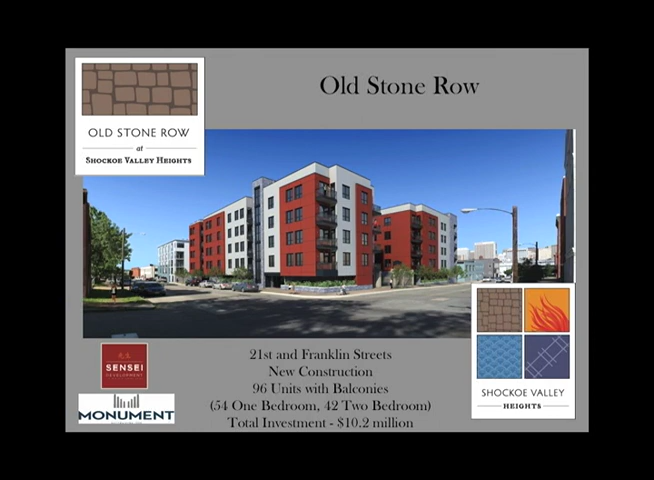 Old Stone Row
OLD STONE ROW
at
SHOCKOE VALLEY HEIGHTS
21st and Franklin Streets
New Construction
96 Units with Balconies
(54 One Bedroom, 42 Two Bedroom)
Total Investment - $10.2 million
SENSEI
DEVELOPMENT
MONUMENT
SHOCKOE VALLEY
HEIGHTS